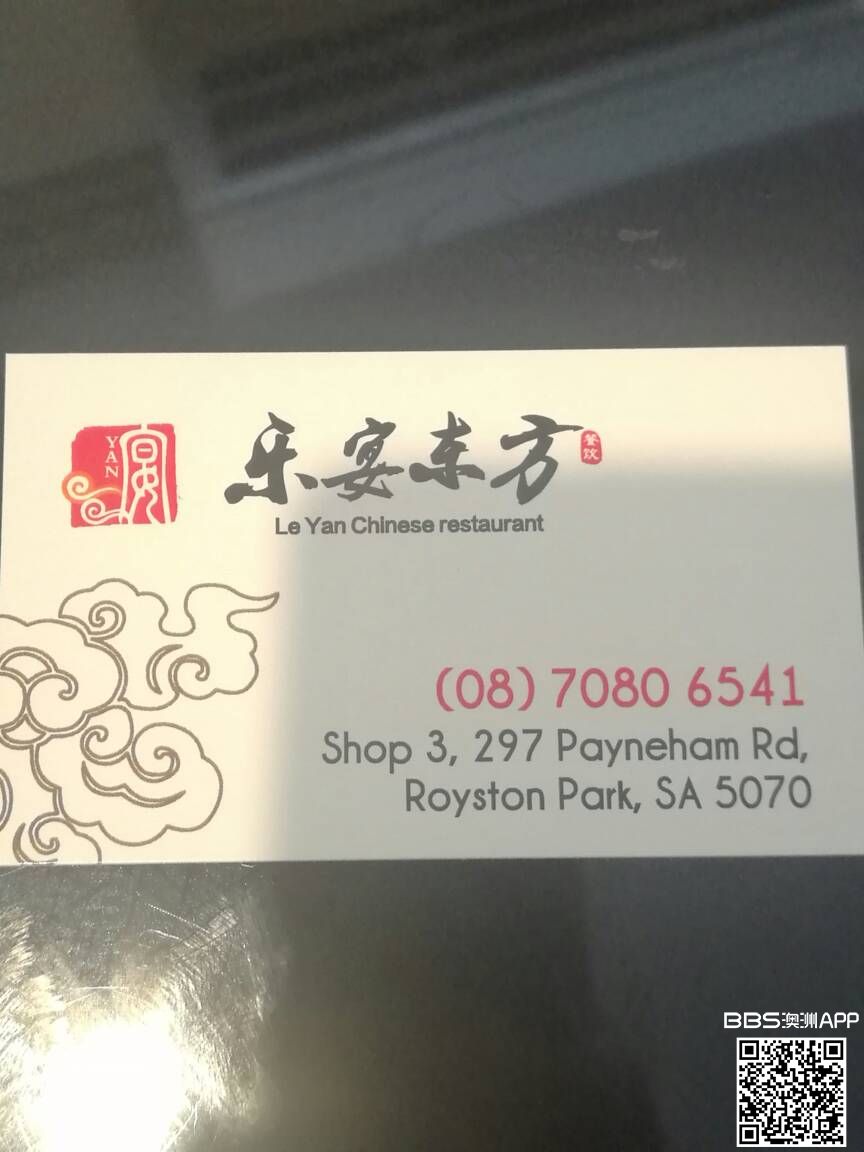 YAN
宴
乐宴东方
餐饮
Le Yan Chinese restaurant
(08) 7080 6541
Shop 3, 297 Payneham Rd,
Royston Park, SA 5070
BBS澳洲APP